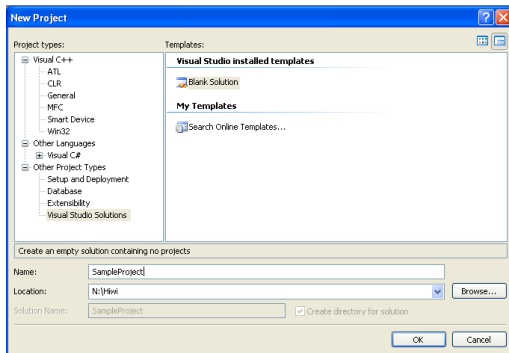 New Project
Project types:
Templates:
Visual C++
ATL
CLR
General
MFC
Smart Device
Win32
Other Languages
Visual C#
Other Project Types
Setup and Deployment
Database
Extensibility
Visual Studio Solutions
Visual Studio installed templates
Blank Solution
My Templates
Search Online Templates...
Create an empty solution containing no projects
Name:
SampleProject
Location:
N:\Hiwi
Browse...
Solution Name:
SampleProject
Create directory for solution
OK
Cancel